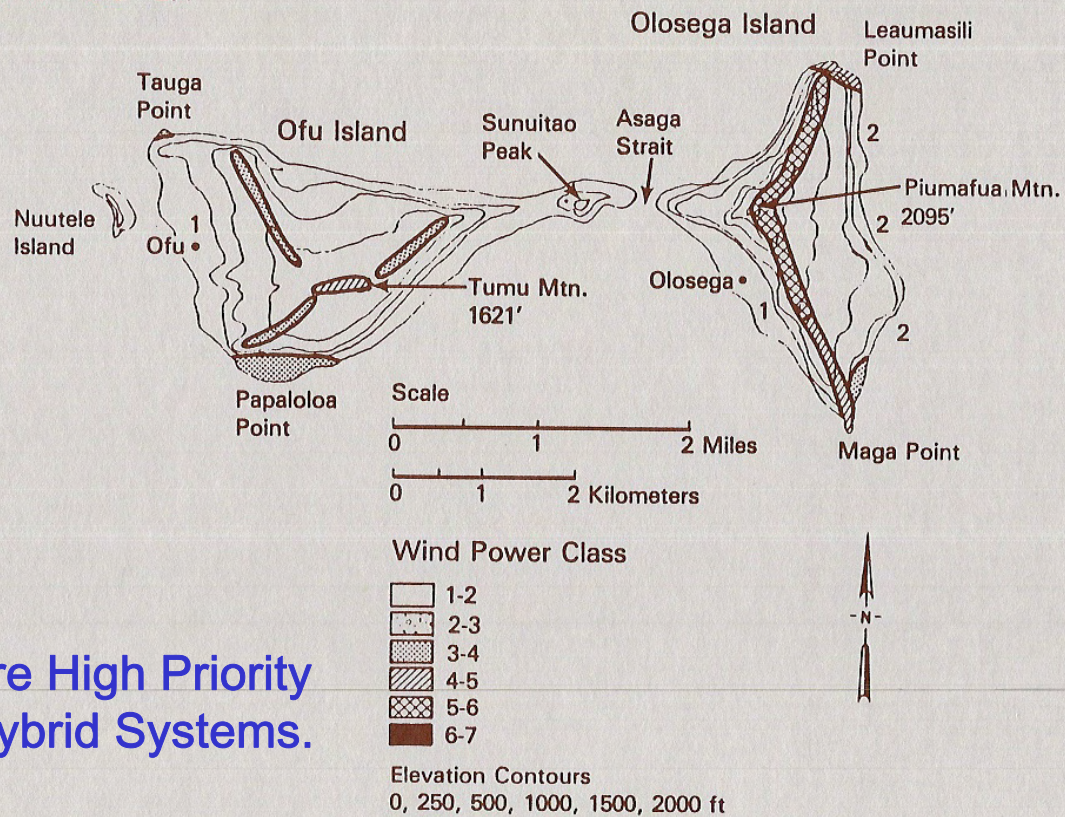 Olosega Island
Leaumasili
Point
Tauga
Point
Ofu Island
Sunuitao
Peak
Asaga
Strait
2
Piumafua Mtn.
2095'
Nuutele
Island
1
Ofu
2
Olosega
Tumu Mtn.
1621'
1
2
Papaloloa
Point
Scale
0 1 2 Miles
Maga Point
0 1 2 Kilometers
Wind Power Class
1-2
2-3
3-4
4-5
5-6
6-7
-N-
re High Priority
ybrid Systems.
Elevation Contours
0, 250, 500, 1000, 1500, 2000 ft